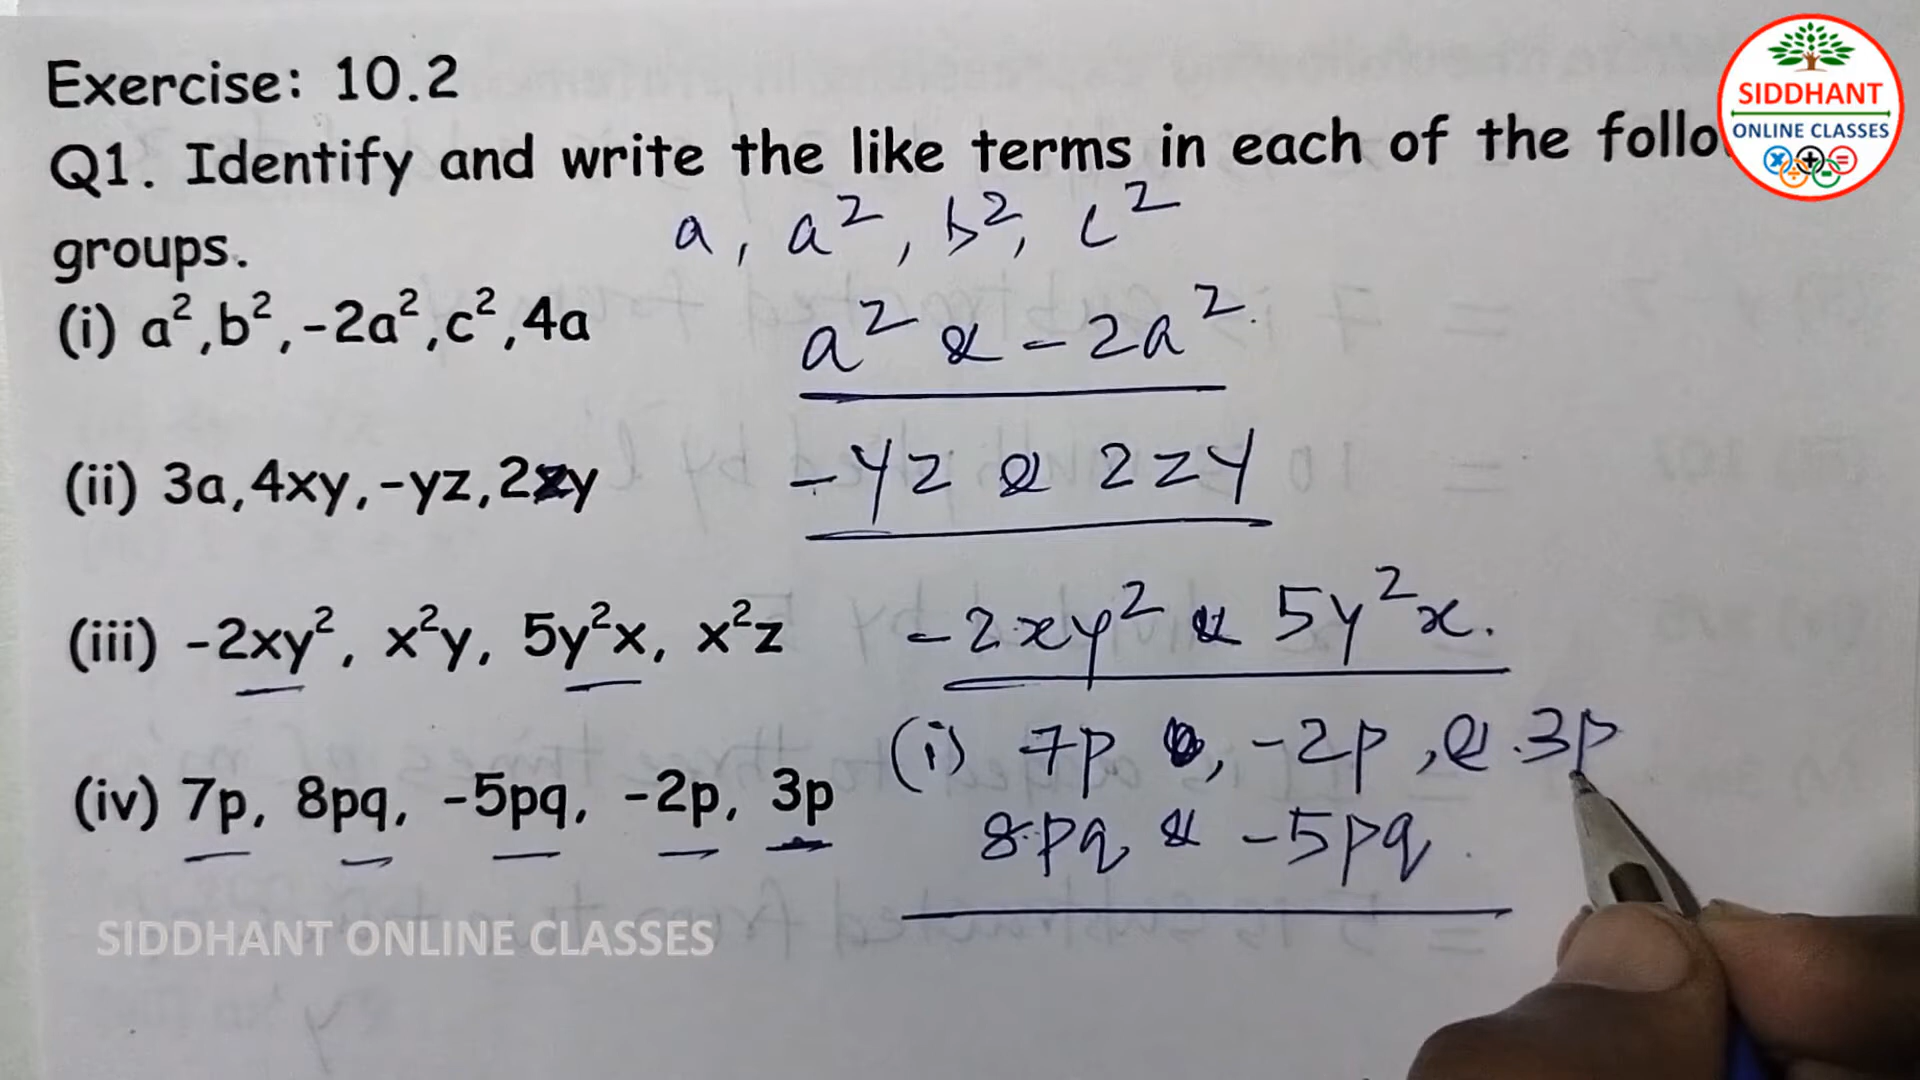 Exercise: 10.2
Q1. Identify and write the like terms in each of the follo
groups.
a, a², b², c²
(i) a², b², -2a², c², 4a
a² & -2a².
(ii) 3a, 4xy, -yz, 2zy
-yz & 2zy
(iii) -2xy², x²y, 5y²x, x²z
-2xy² & 5y²x.
(iv) 7p, 8pq, -5pq, -2p, 3p
(i) 7p, -2p, & 3p
8pq & -5pq.
SIDDHANT ONLINE CLASSES
SIDDHANT
ONLINE CLASSES